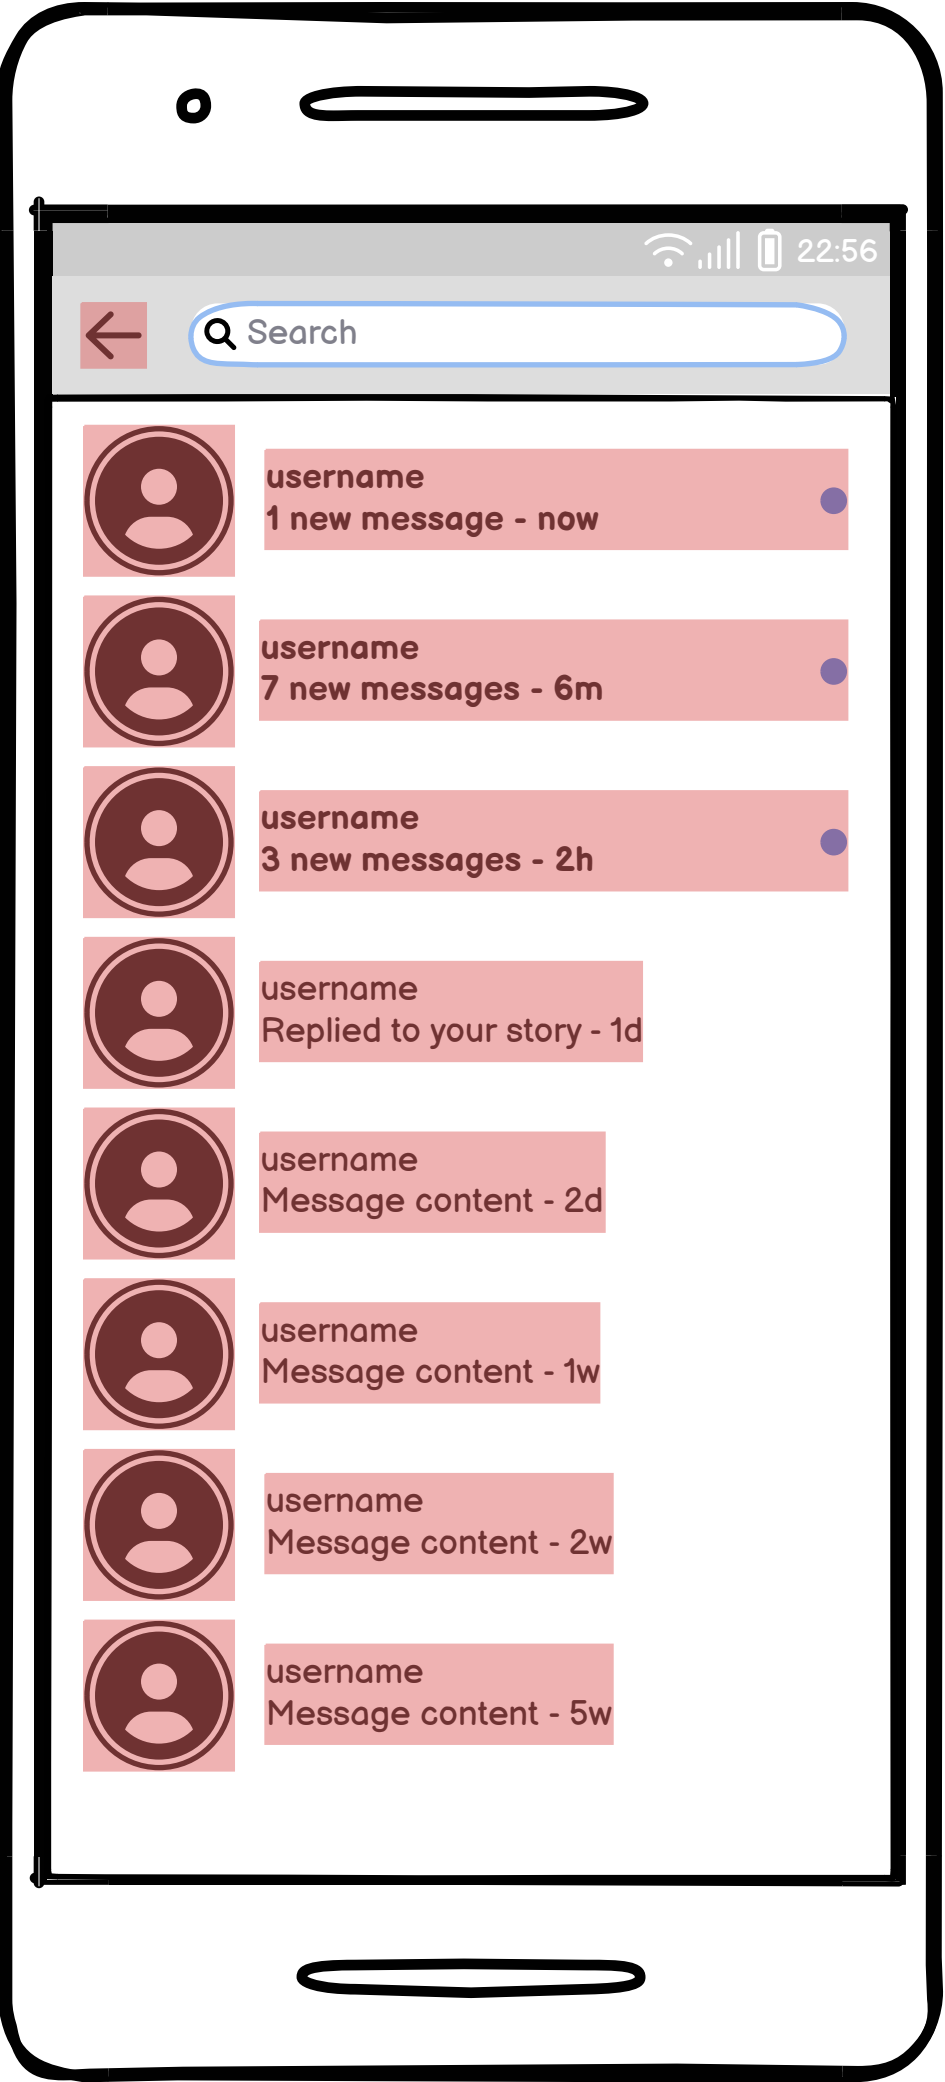 22:56
Search
username
1 new message - now
username
7 new messages - 6m
username
3 new messages - 2h
username
Replied to your story - 1d
username
Message content - 2d
username
Message content - 1w
username
Message content - 2w
username
Message content - 5w